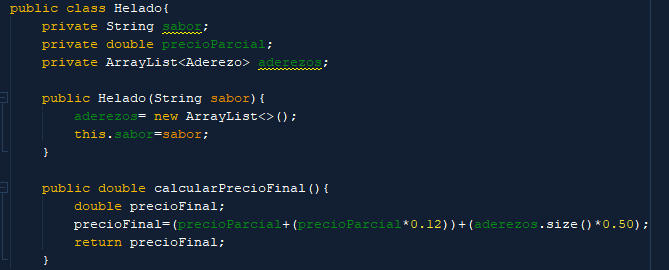 public class Helado{
private String sabor;
private double precioParcial;
private ArrayList<Aderezo> aderezos;
public Helado(String sabor){
aderezos= new ArrayList<>();
this.sabor=sabor;
}
public double calcularPrecioFinal(){
double precioFinal;
precioFinal=(precioParcial+(precioParcial*0.12))+(aderezos.size()*0.50);
return precioFinal;
}